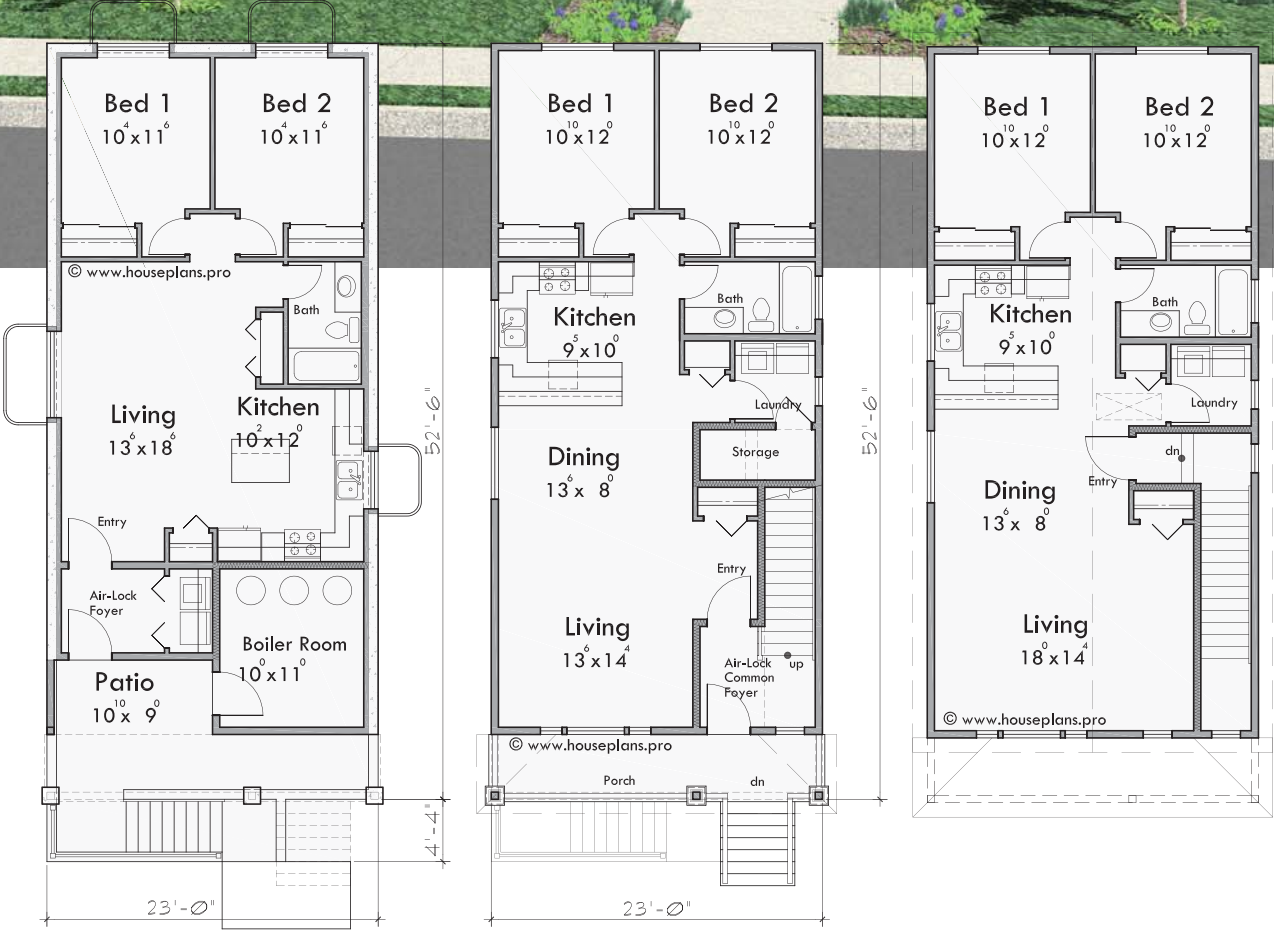 Bed 1
10⁴x11⁶
Bed 2
10⁴x11⁶
© www.houseplans.pro
Bath
Living
13⁶x18⁶
Kitchen
10²x12⁰
Entry
Air-Lock
Foyer
Boiler Room
10⁰x11⁰
Patio
10¹⁰x 9⁰
52'-6"
4'-4"
23'-0"
Bed 1
10¹⁰x12⁰
Bed 2
10¹⁰x12⁰
Kitchen
9⁵x10⁰
Bath
Laundry
Storage
Dining
13⁶x 8⁰
Entry
Living
13⁶x14⁴
Air-Lock
Common
Foyer
up
© www.houseplans.pro
Porch
dn
52'-6"
23'-0"
Bed 1
10¹⁰x12⁰
Bed 2
10¹⁰x12⁰
Kitchen
9⁵x10⁰
Bath
Laundry
dn
Entry
Dining
13⁶x 8⁰
Living
18⁰x14⁴
© www.houseplans.pro